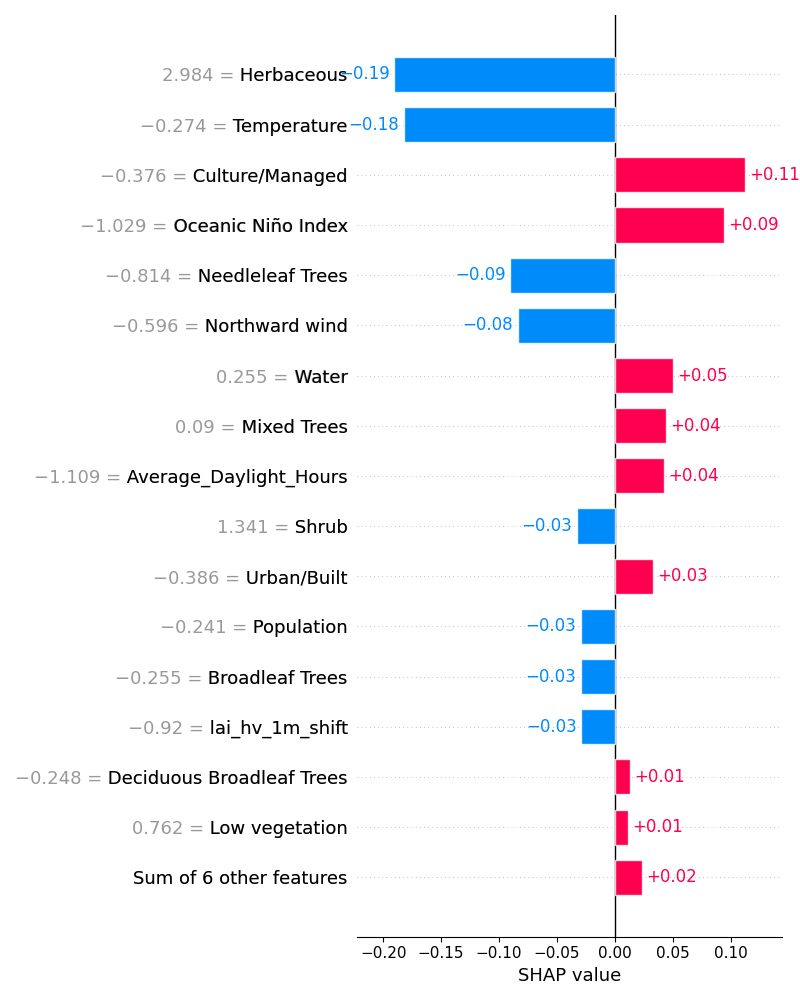 2.984 = Herbaceous −0.19
−0.274 = Temperature −0.18
−0.376 = Culture/Managed +0.11
−1.029 = Oceanic Niño Index +0.09
−0.814 = Needleleaf Trees −0.09
−0.596 = Northward wind −0.08
0.255 = Water +0.05
0.09 = Mixed Trees +0.04
−1.109 = Average_Daylight_Hours +0.04
1.341 = Shrub −0.03
−0.386 = Urban/Built +0.03
−0.241 = Population −0.03
−0.255 = Broadleaf Trees −0.03
−0.92 = lai_hv_1m_shift −0.03
−0.248 = Deciduous Broadleaf Trees +0.01
0.762 = Low vegetation +0.01
Sum of 6 other features +0.02
−0.20 −0.15 −0.10 −0.05 0.00 0.05 0.10
SHAP value